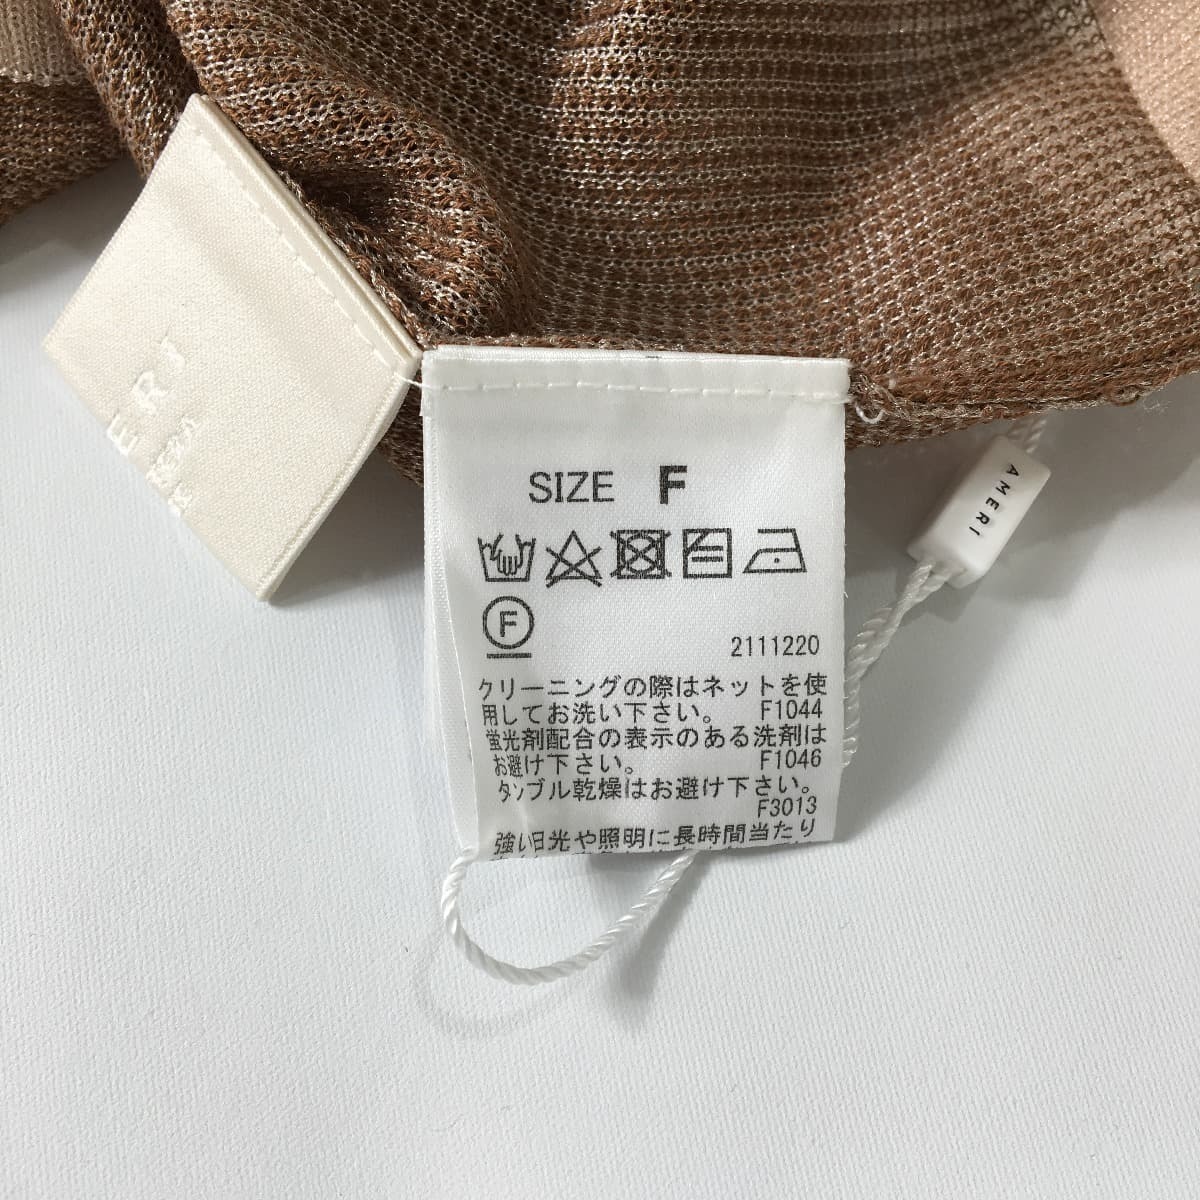 ERI
SIZE F
F
2111220
クリーニングの際はネットを使
用してお洗い下さい。 F1044
蛍光剤配合の表示のある洗剤は
お避け下さい。 F1046
タンブル乾燥はお避け下さい。
F3013
強い日光や照明に長時間当たり
AMERI